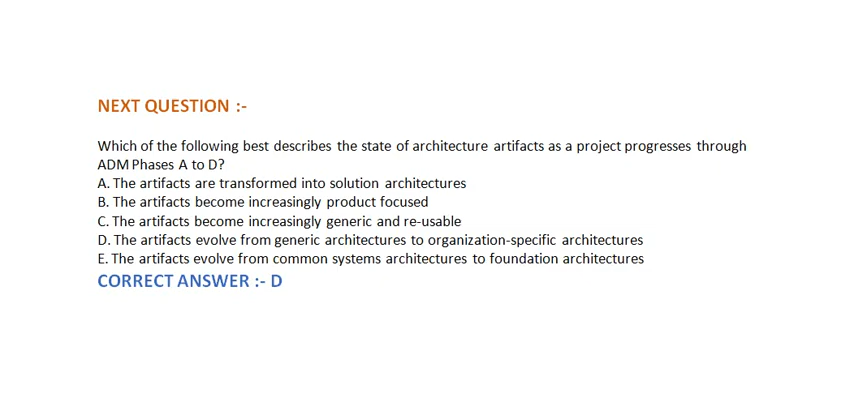 NEXT QUESTION :-
Which of the following best describes the state of architecture artifacts as a project progresses through
ADM Phases A to D?
A. The artifacts are transformed into solution architectures
B. The artifacts become increasingly product focused
C. The artifacts become increasingly generic and re-usable
D. The artifacts evolve from generic architectures to organization-specific architectures
E. The artifacts evolve from common systems architectures to foundation architectures
CORRECT ANSWER :- D